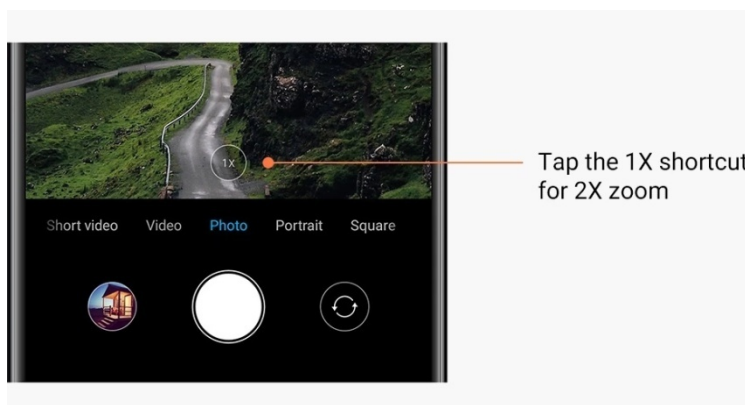 1X
Tap the 1X shortcut
for 2X zoom
Short video Video Photo Portrait Square